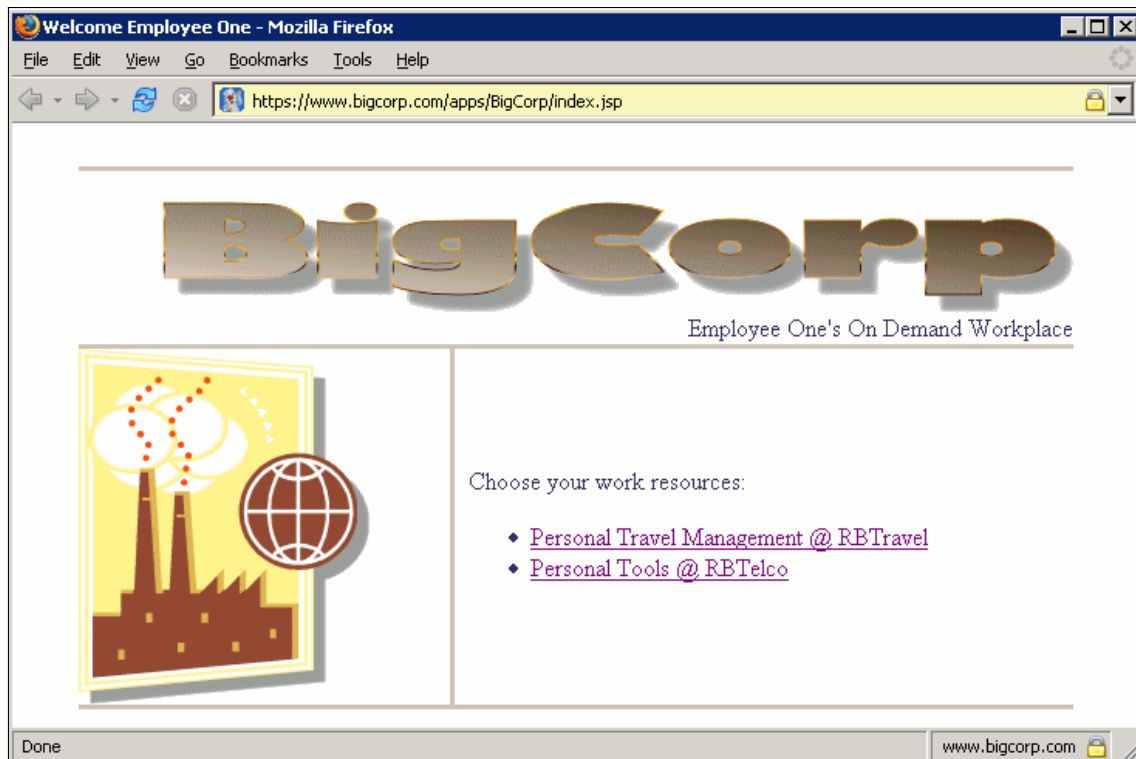 Welcome Employee One - Mozilla Firefox
File Edit View Go Bookmarks Tools Help
https://www.bigcorp.com/apps/BigCorp/index.jsp
BigCorp
Employee One's On Demand Workplace
Choose your work resources:
• Personal Travel Management @ RBTravel
• Personal Tools @ RBTelco
Done
www.bigcorp.com